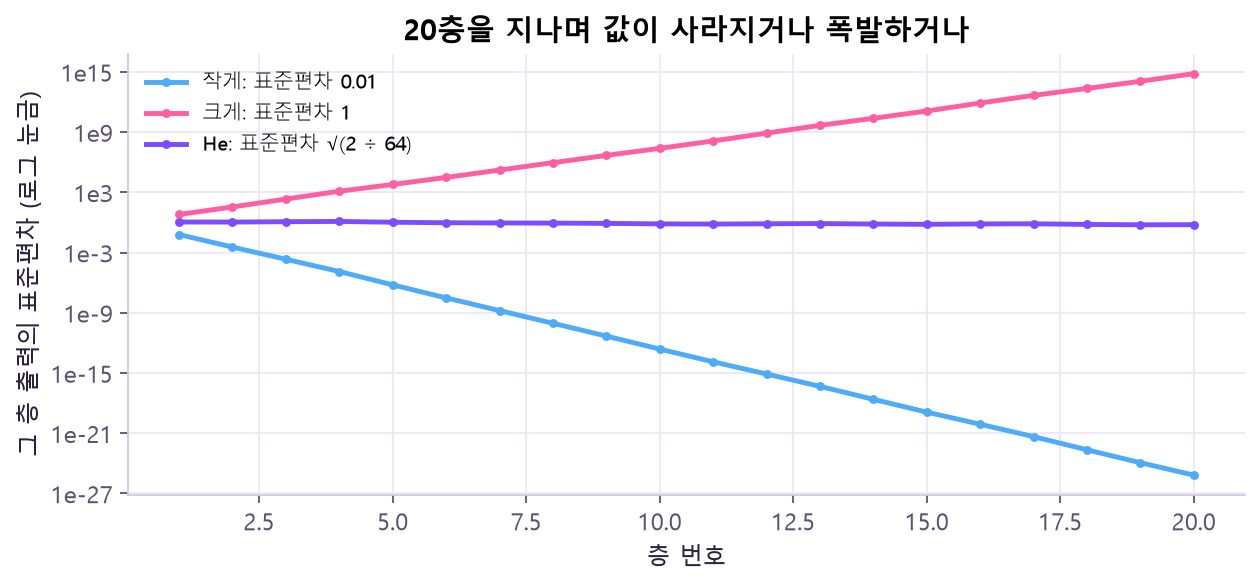 20층을 지나며 값이 사라지거나 폭발하거나
작게: 표준편차 0.01
크게: 표준편차 1
He: 표준편차 √(2 ÷ 64)
그 층 출력의 표준편차 (로그 눈금)
1e15
1e9
1e3
1e-3
1e-9
1e-15
1e-21
1e-27
2.5 5.0 7.5 10.0 12.5 15.0 17.5 20.0
층 번호